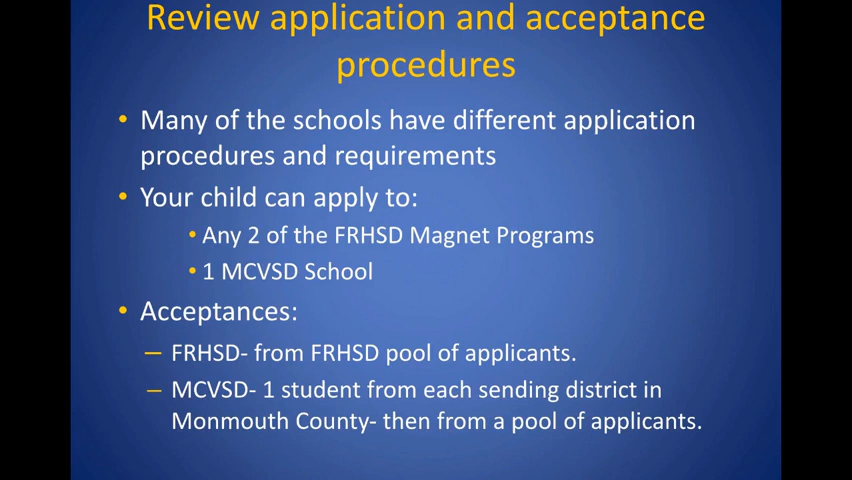 Review application and acceptance
procedures
• Many of the schools have different application
procedures and requirements
• Your child can apply to:
• Any 2 of the FRHSD Magnet Programs
• 1 MCVSD School
• Acceptances:
– FRHSD- from FRHSD pool of applicants.
– MCVSD- 1 student from each sending district in
Monmouth County- then from a pool of applicants.